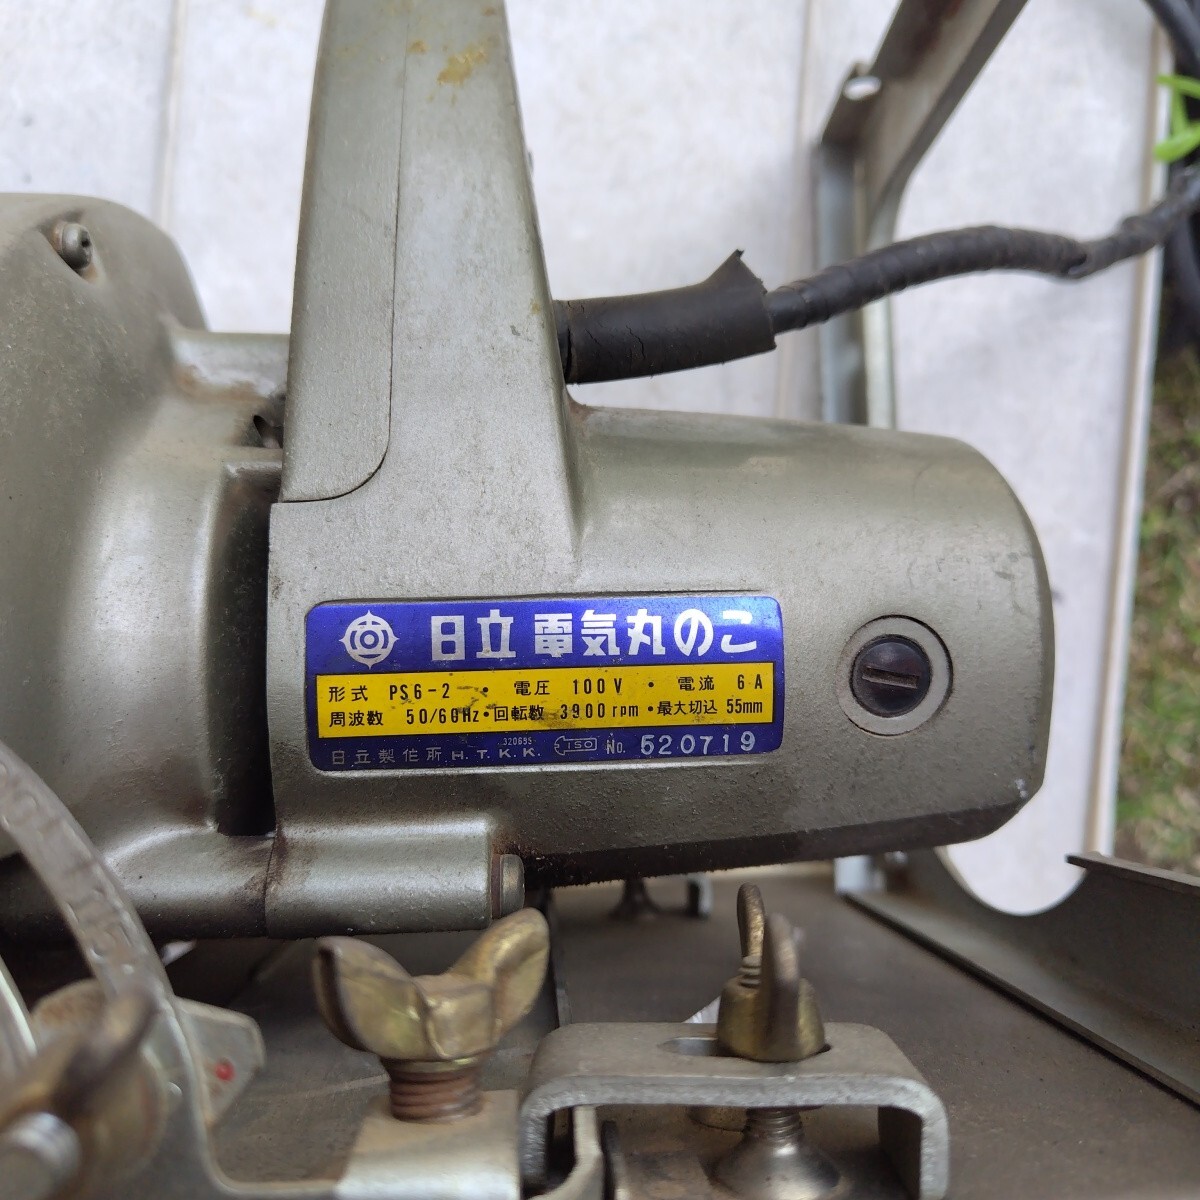 日立 電気丸のこ
形式 PS6-2 ・ 電圧 100V ・ 電流 6A
周波数 50/60Hz・回転数 3900rpm・最大切込 55mm
日立製作所 H.T.K.K. 320695 ISO No. 520719